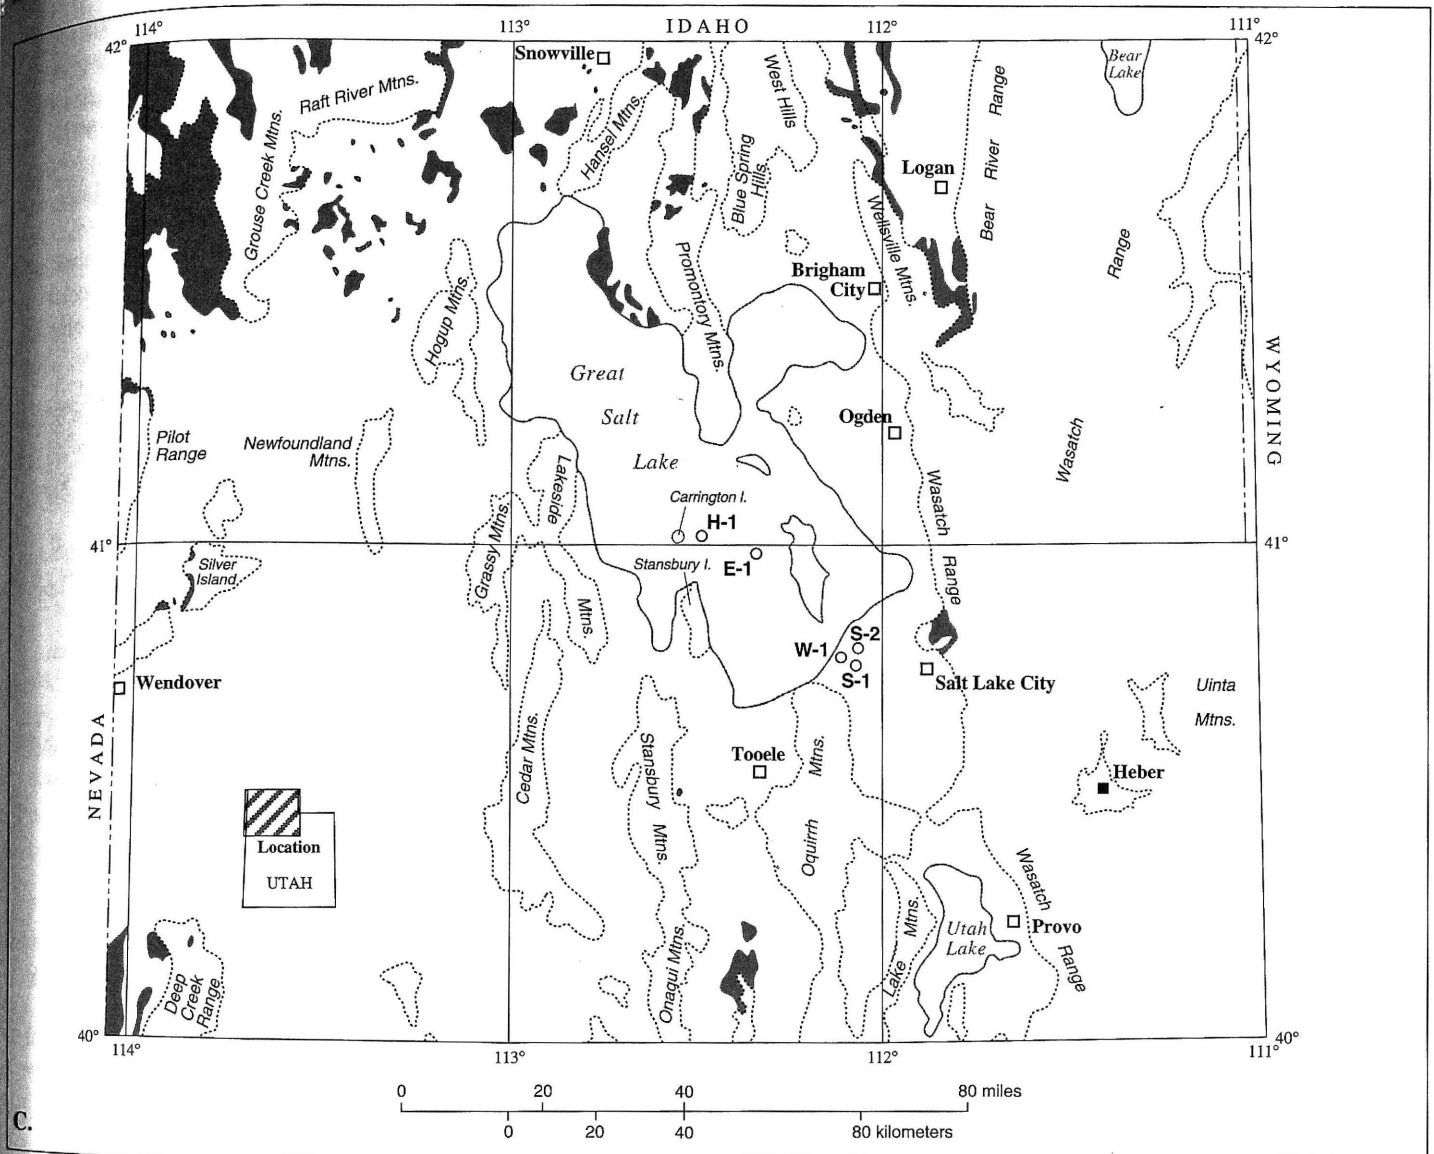 114°
113°
IDAHO
112°
111°
42°
42°
Snowville
Bear
Lake
Raft River Mtns.
Grouse Creek Mtns.
Hansel Mtns.
West Hills
Blue Spring
Hills
Bear River Range
Logan
Wellsville Mtns.
Range
Brigham
City
Promontory Mtns.
Hogup Mtns.
WYOMING
Great
Salt
Lake
Ogden
Pilot
Range
Newfoundland
Mtns.
Wasatch
Lakeside
Carrington I.
H-1
Wasatch
Grassy Mtns.
41°
41°
Silver
Island
Stansbury I.
E-1
Range
Mtns.
S-2
W-1
S-1
Salt Lake City
Wendover
Uinta
Mtns.
NEVADA
Cedar Mtns.
Stansbury
Mtns.
Tooele
Mtns.
Oquirrh
Heber
Location
UTAH
Wasatch
Range
Lake
Mtns.
Utah
Lake
Provo
Deep
Creek
Range
Onaqui Mtns.
40°
40°
114°
113°
112°
111°
0
20
40
80 miles
0
20
40
80 kilometers
C.